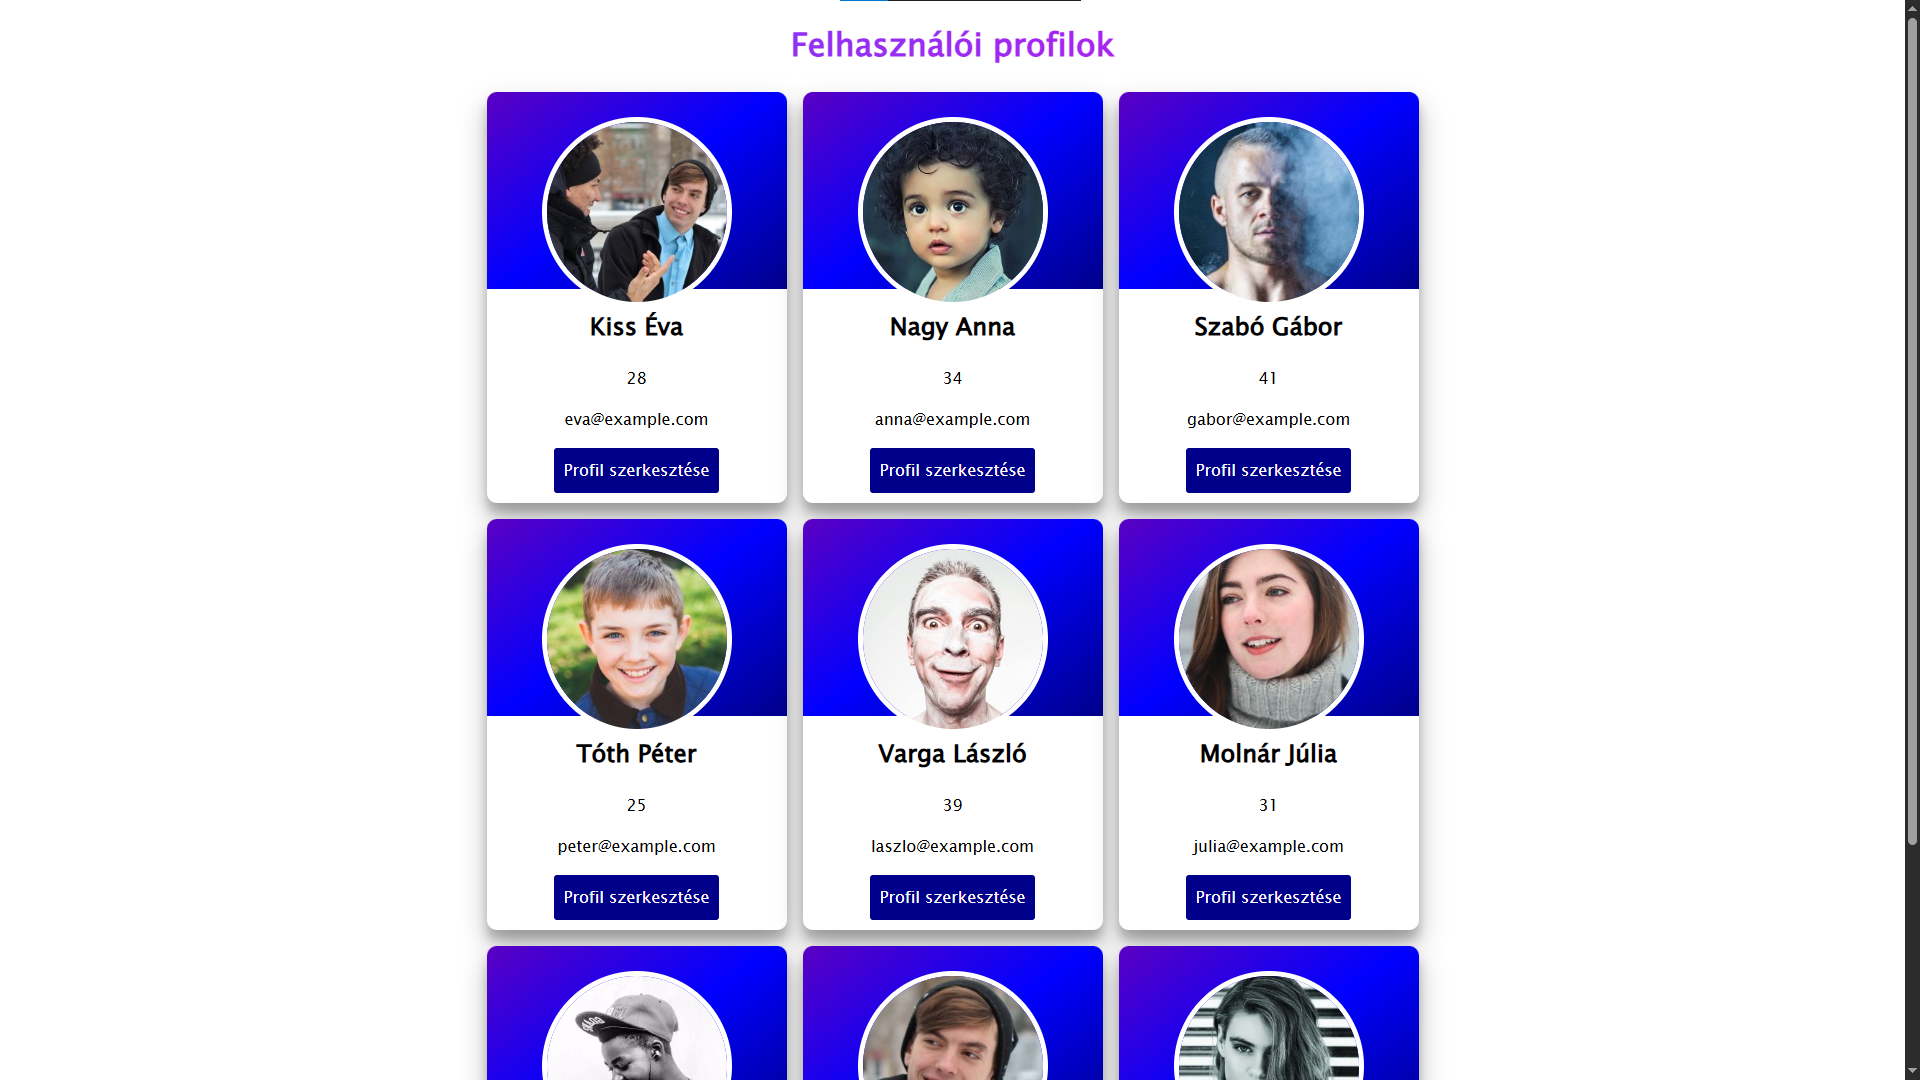 Felhasználói profilok
Kiss Éva
28
eva@example.com
Profil szerkesztése
Nagy Anna
34
anna@example.com
Profil szerkesztése
Szabó Gábor
41
gabor@example.com
Profil szerkesztése
Tóth Péter
25
peter@example.com
Profil szerkesztése
Varga László
39
laszlo@example.com
Profil szerkesztése
Molnár Júlia
31
julia@example.com
Profil szerkesztése